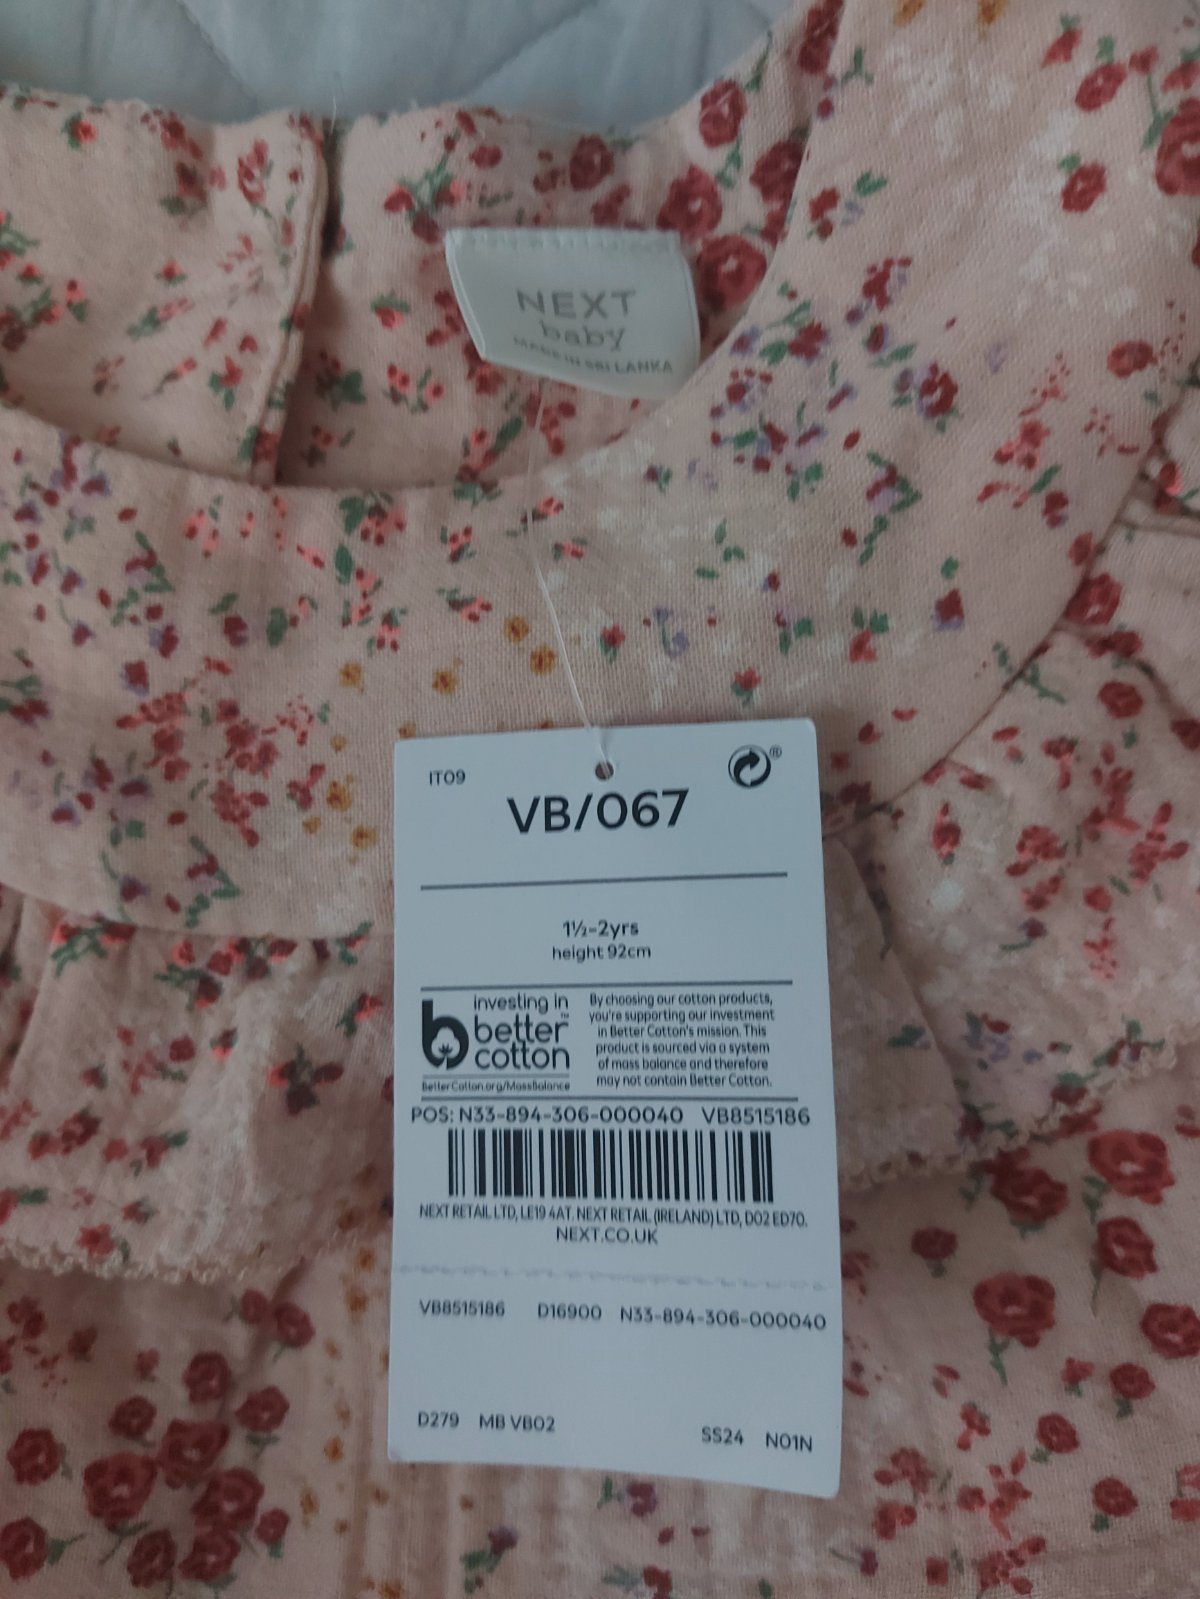 NEXT
baby
MADE IN SRI LANKA
IT09
®
VB/067
1½-2yrs
height 92cm
investing in
better™
cotton
BetterCotton.org/MassBalance
By choosing our cotton products,
you're supporting our investment
in Better Cotton's mission. This
product is sourced via a system
of mass balance and therefore
may not contain Better Cotton.
POS: N33-894-306-000040 VB8515186
NEXT RETAIL LTD, LE19 4AT. NEXT RETAIL (IRELAND) LTD, D02 ED70.
NEXT.CO.UK
VB8515186 D16900 N33-894-306-000040
D279 MB VB02 SS24 N01N